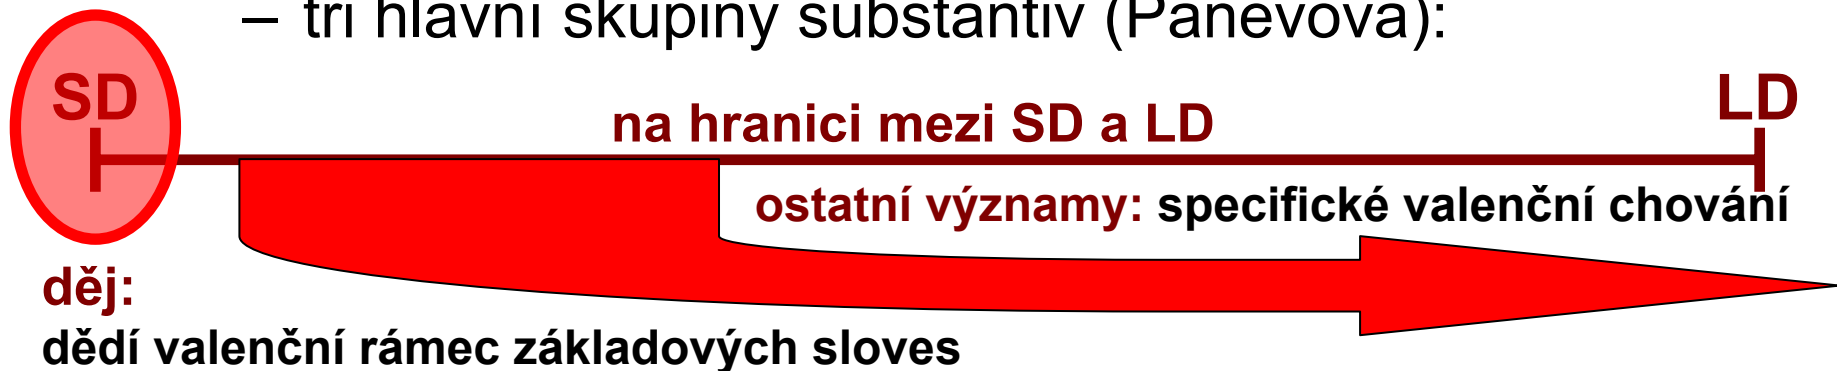 – tři hlavní skupiny substantiv (Panevová):
SD
LD
na hranici mezi SD a LD
ostatní významy: specifické valenční chování
děj:
dědí valenční rámec základových sloves